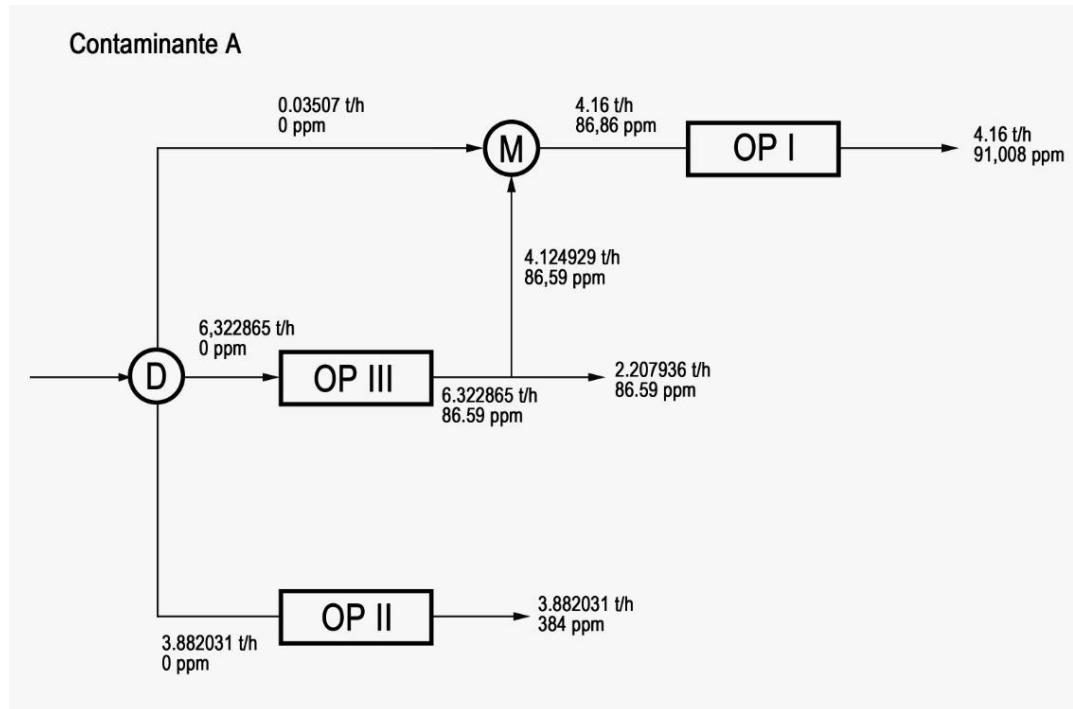 Contaminante A
0.03507 t/h
0 ppm
M
4.16 t/h
86,86 ppm
OP I
4.16 t/h
91,008 ppm
4.124929 t/h
86,59 ppm
D
6,322865 t/h
0 ppm
OP III
6.322865 t/h
86.59 ppm
2.207936 t/h
86.59 ppm
3.882031 t/h
0 ppm
OP II
3.882031 t/h
384 ppm